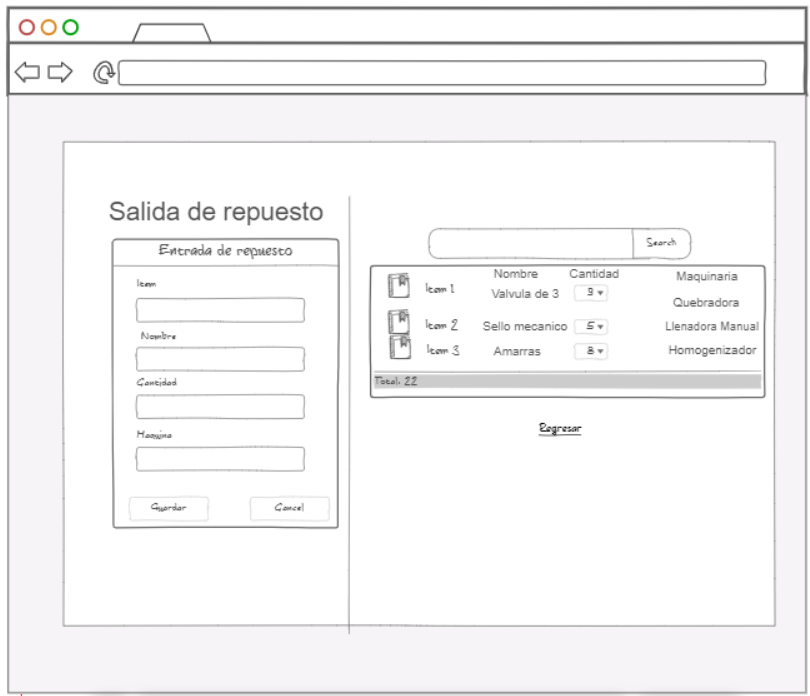 Salida de repuesto
Entrada de repuesto
Item
Nombre
Cantidad
Maquina
Guardar Cancel
Search
Nombre Cantidad Maquinaria
Item 1 Valvula de 3 9 Quebradora
Item 2 Sello mecanico 5 Llenadora Manual
Item 3 Amarras 8 Homogenizador
Total. 22
Regresar